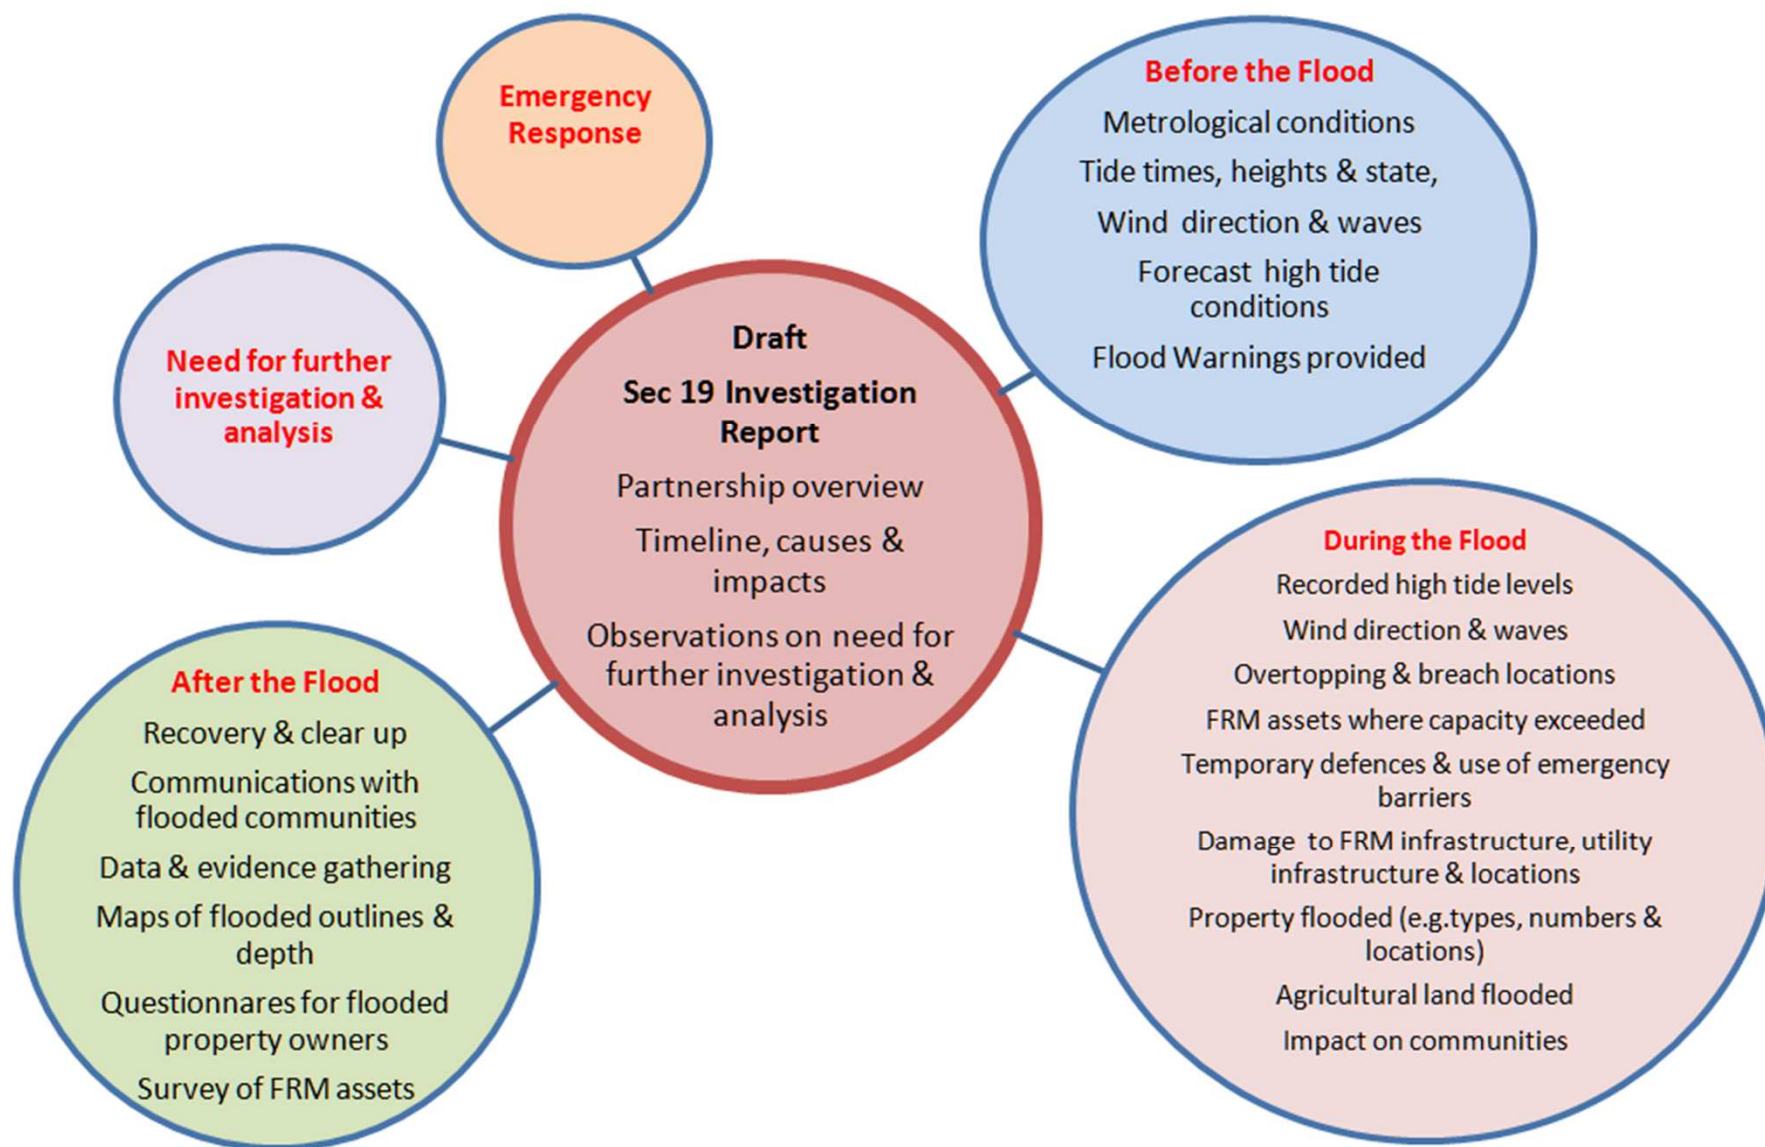 Emergency
Response
Before the Flood
Metrological conditions
Tide times, heights & state,
Wind direction & waves
Forecast high tide
conditions
Flood Warnings provided
Need for further
investigation &
analysis
Draft
Sec 19 Investigation
Report
Partnership overview
Timeline, causes &
impacts
Observations on need for
further investigation &
analysis
During the Flood
Recorded high tide levels
Wind direction & waves
Overtopping & breach locations
FRM assets where capacity exceeded
Temporary defences & use of emergency
barriers
Damage to FRM infrastructure, utility
infrastructure & locations
Property flooded (e.g.types, numbers &
locations)
Agricultural land flooded
Impact on communities
After the Flood
Recovery & clear up
Communications with
flooded communities
Data & evidence gathering
Maps of flooded outlines &
depth
Questionnares for flooded
property owners
Survey of FRM assets